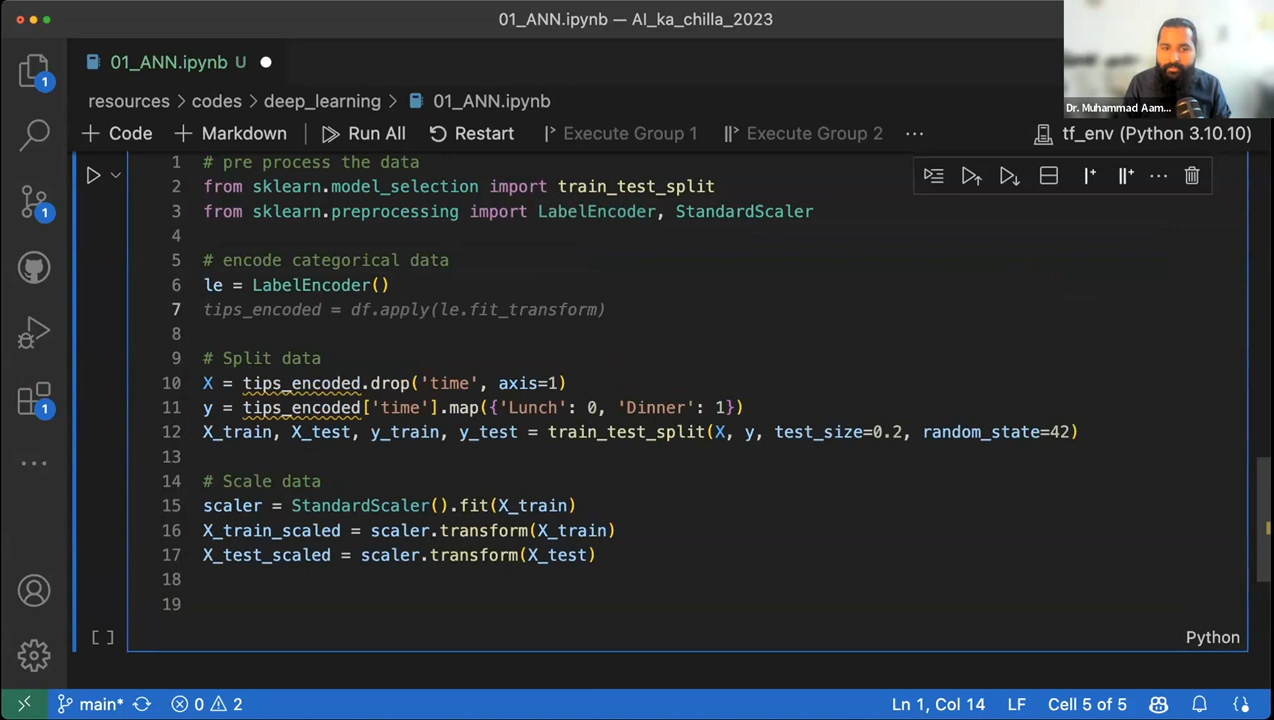 01_ANN.ipynb — AI_ka_chilla_2023
01_ANN.ipynb U
resources > codes > deep_learning > 01_ANN.ipynb
+ Code + Markdown Run All Restart Execute Group 1 Execute Group 2 ... tf_env (Python 3.10.10)
Dr. Muhammad Aam...
1
1
1
1 # pre process the data
2 from sklearn.model_selection import train_test_split
3 from sklearn.preprocessing import LabelEncoder, StandardScaler
4
5 # encode categorical data
6 le = LabelEncoder()
7 tips_encoded = df.apply(le.fit_transform)
8
9 # Split data
10 X = tips_encoded.drop('time', axis=1)
11 y = tips_encoded['time'].map({'Lunch': 0, 'Dinner': 1})
12 X_train, X_test, y_train, y_test = train_test_split(X, y, test_size=0.2, random_state=42)
13
14 # Scale data
15 scaler = StandardScaler().fit(X_train)
16 X_train_scaled = scaler.transform(X_train)
17 X_test_scaled = scaler.transform(X_test)
18
19
[ ] Python
main* 0 2 Ln 1, Col 14 LF Cell 5 of 5